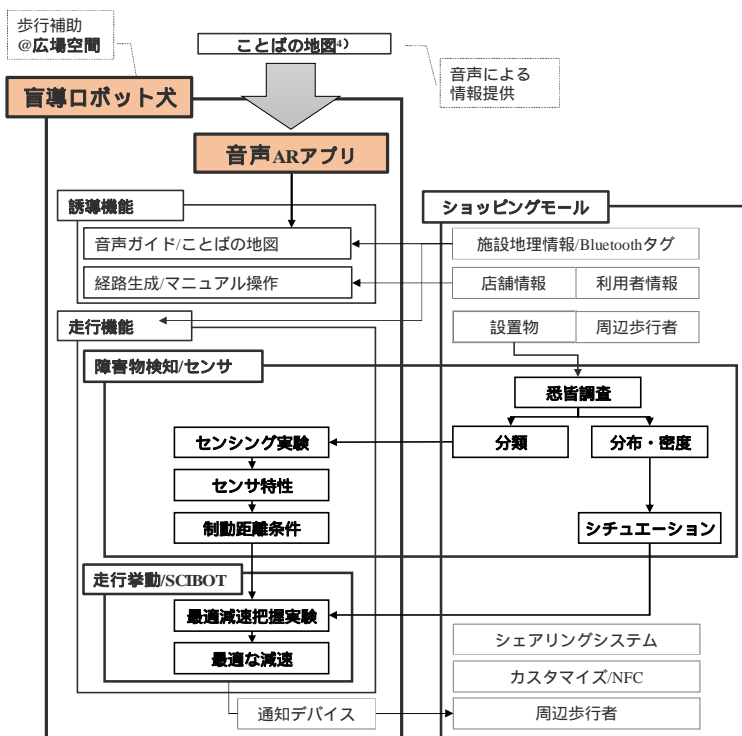 歩行補助
@広場空間
ことばの地図4)
音声による
情報提供
盲導ロボット犬
音声ARアプリ
誘導機能
音声ガイド/ことばの地図
経路生成/マニュアル操作
ショッピングモール
施設地理情報/Bluetoothタグ
店舗情報
利用者情報
設置物
周辺歩行者
走行機能
障害物検知/センサ
悉皆調査
センシング実験
分類
分布・密度
センサ特性
制動距離条件
シチュエーション
走行挙動/SCIBOT
最適減速把握実験
最適な減速
シェアリングシステム
カスタマイズ/NFC
通知デバイス
周辺歩行者